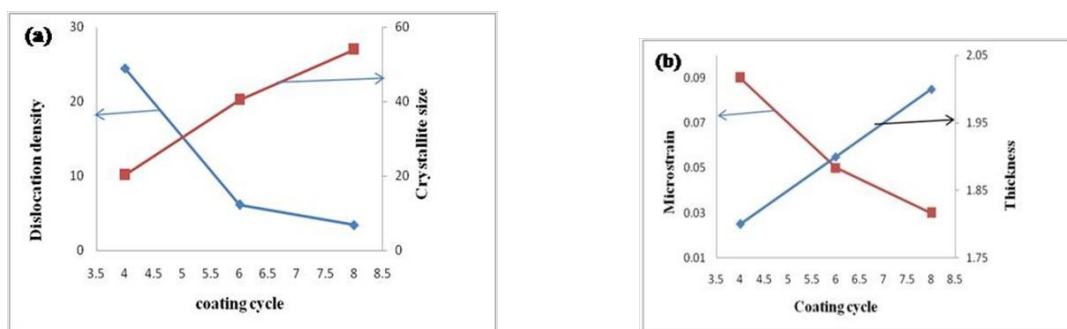 (a)
30
20
10
0
Dislocation density
60
40
20
0
Crystallite size
3.5 4 4.5 5 5.5 6 6.5 7 7.5 8 8.5
coating cycle
(b)
0.09
0.07
0.05
0.03
0.01
Microstrain
2.05
1.95
1.85
1.75
Thickness
3.5 4 4.5 5 5.5 6 6.5 7 7.5 8 8.5
Coating cycle